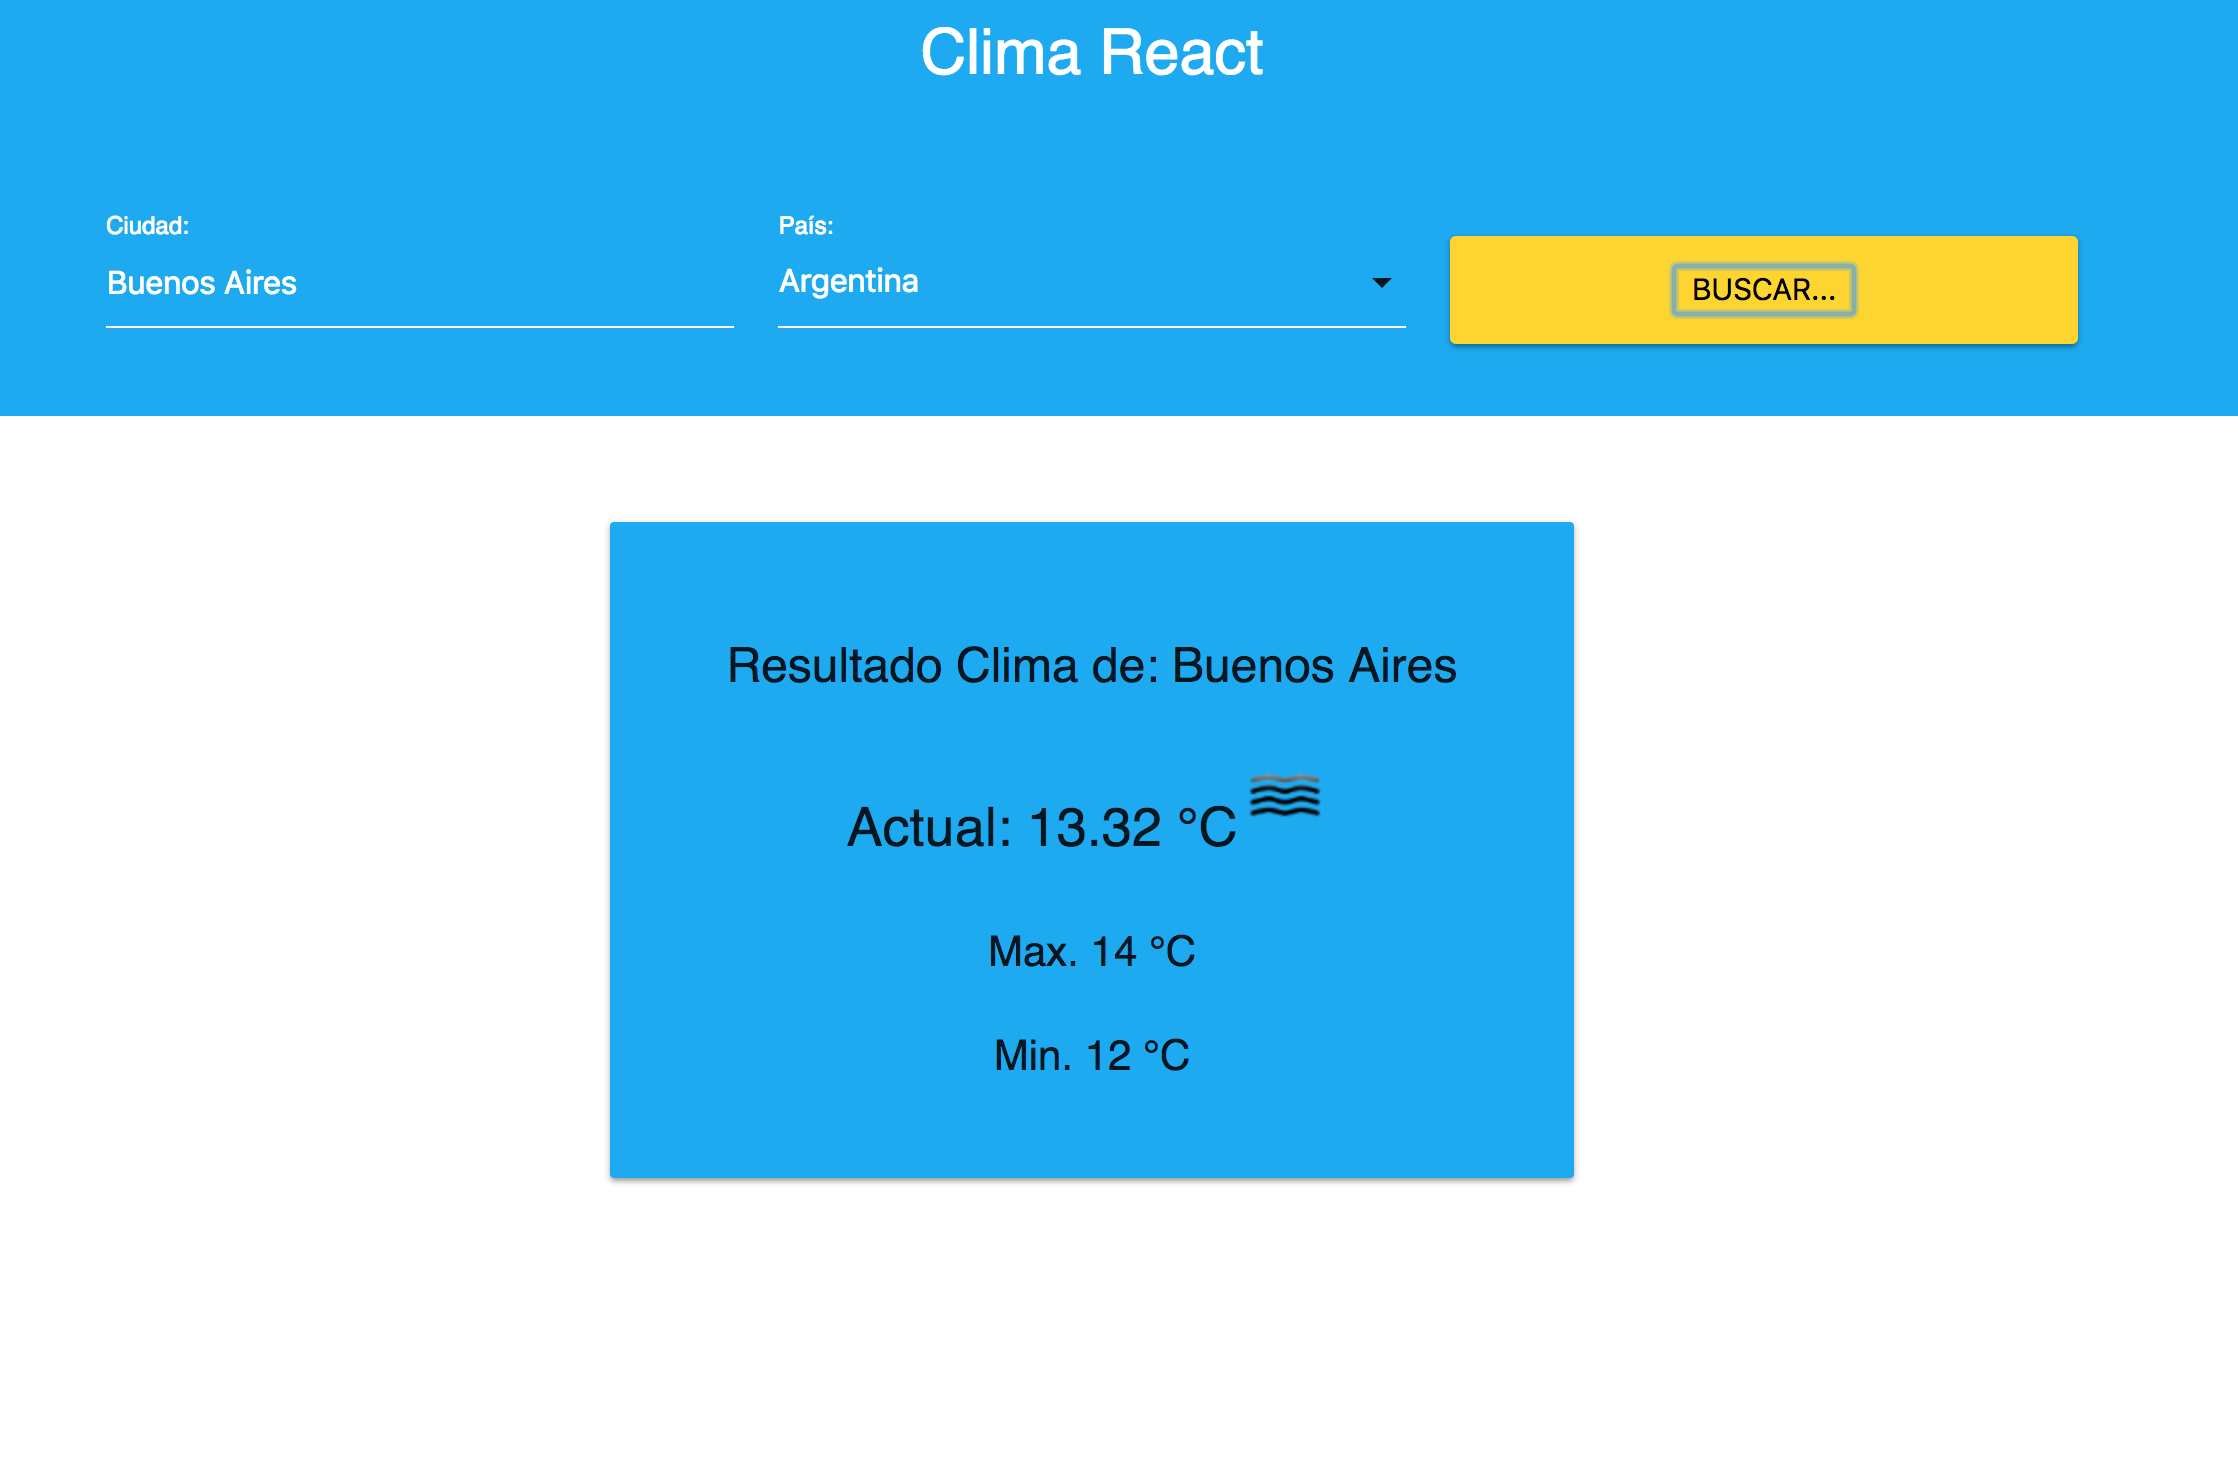 Clima React
Ciudad:
Buenos Aires
País:
Argentina
BUSCAR...
Resultado Clima de: Buenos Aires
Actual: 13.32 °C
Max. 14 °C
Min. 12 °C